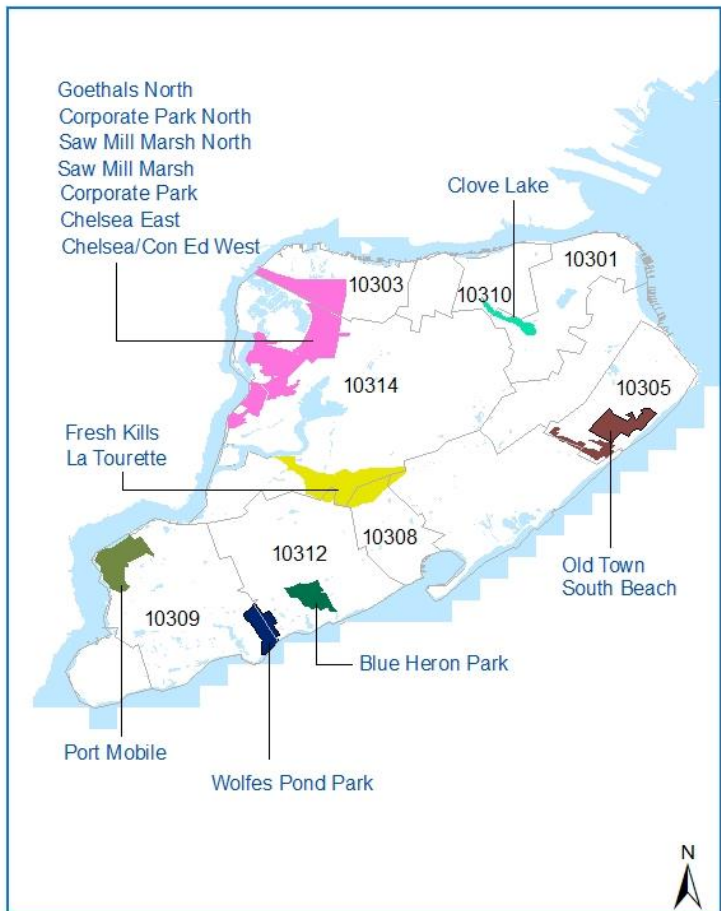 Goethals North
Corporate Park North
Saw Mill Marsh North
Saw Mill Marsh
Corporate Park
Chelsea East
Chelsea/Con Ed West
Clove Lake
10301
10303
10310
10314
10305
Fresh Kills
La Tourette
10308
10312
Old Town
South Beach
10309
Blue Heron Park
Port Mobile
Wolfes Pond Park
N